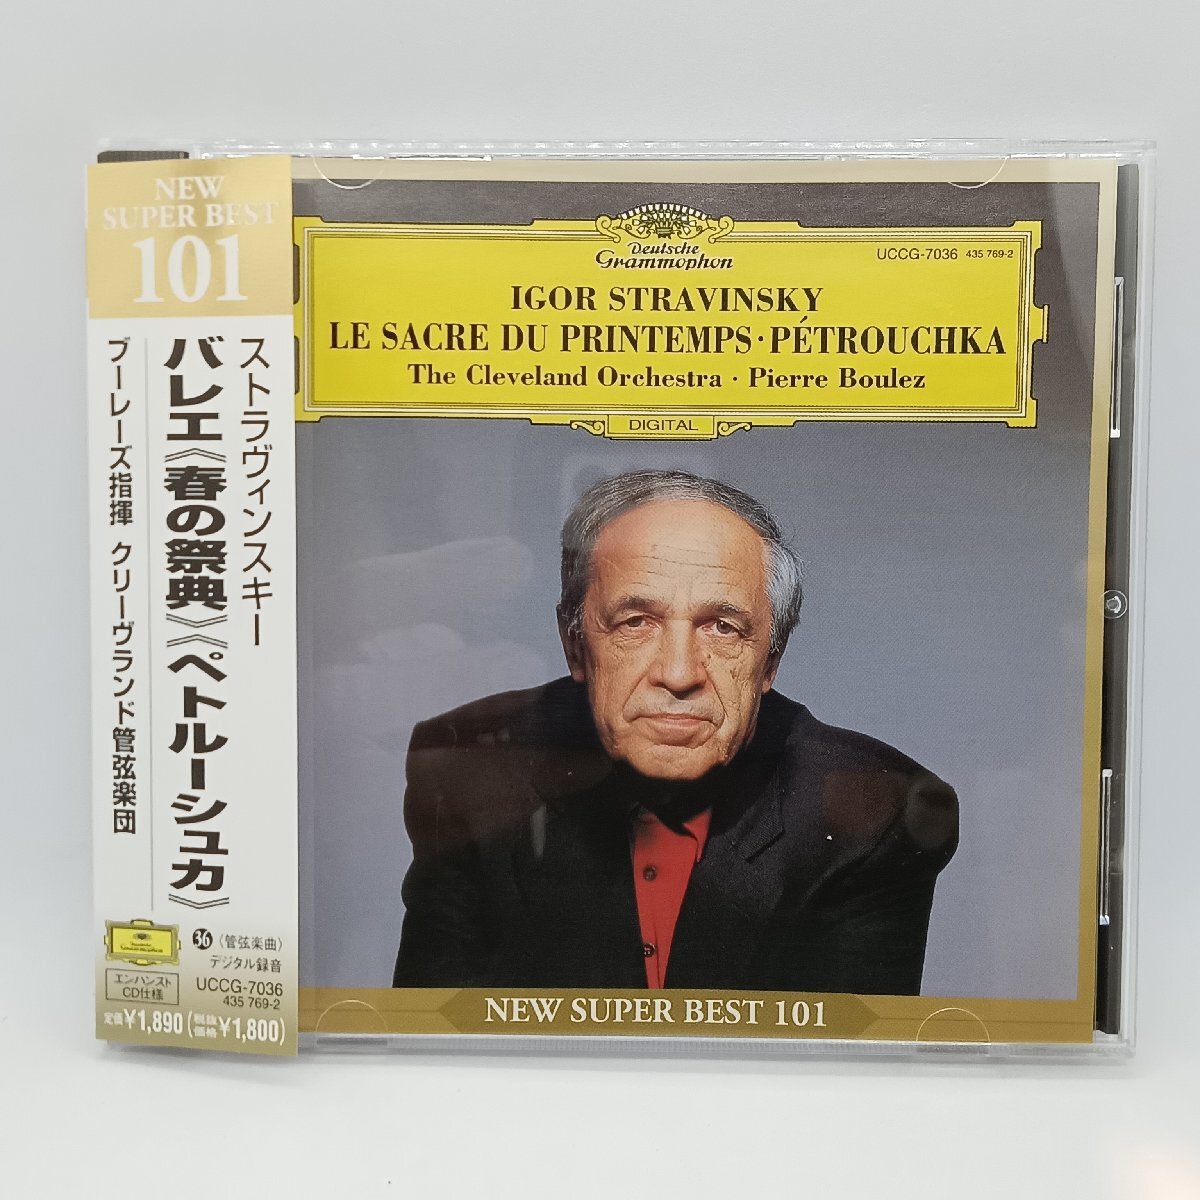 NEW
SUPER BEST
101
ストラヴィンスキー
バレエ《春の祭典》《ペトルーシュカ》
ブーレーズ指揮 クリーヴランド管弦楽団
Deutsche
Grammophon
36 (管弦楽曲)
デジタル録音
エンハンスト
CD仕様
UCCG-7036
435 769-2
定価¥1,890(税抜価格¥1,800)
Deutsche
Grammophon
UCCG-7036 435 769-2
IGOR STRAVINSKY
LE SACRE DU PRINTEMPS·PÉTROUCHKA
The Cleveland Orchestra · Pierre Boulez
DIGITAL
NEW SUPER BEST 101